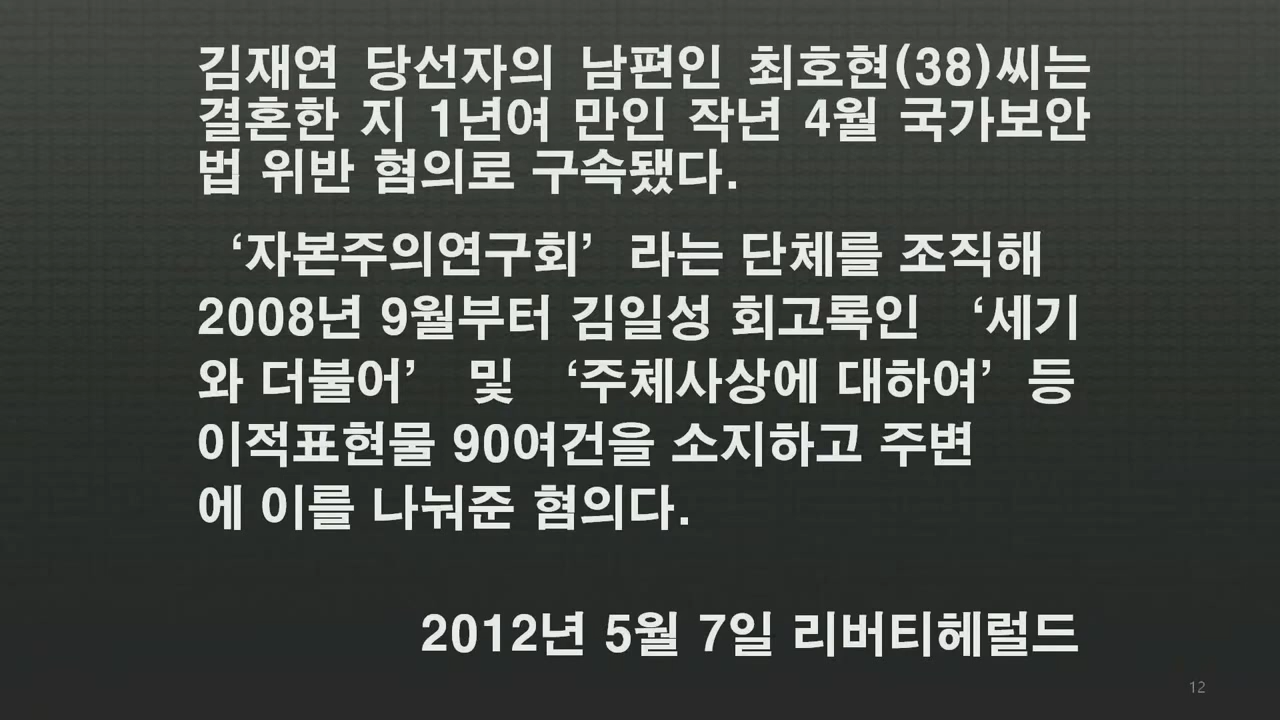 김재연 당선자의 남편인 최호현(38)씨는
결혼한 지 1년여 만인 작년 4월 국가보안
법 위반 혐의로 구속됐다.
‘자본주의연구회’ 라는 단체를 조직해
2008년 9월부터 김일성 회고록인 ‘세기
와 더불어’ 및 ‘주체사상에 대하여’ 등
이적표현물 90여건을 소지하고 주변
에 이를 나눠준 혐의다.
2012년 5월 7일 리버티헤럴드
12